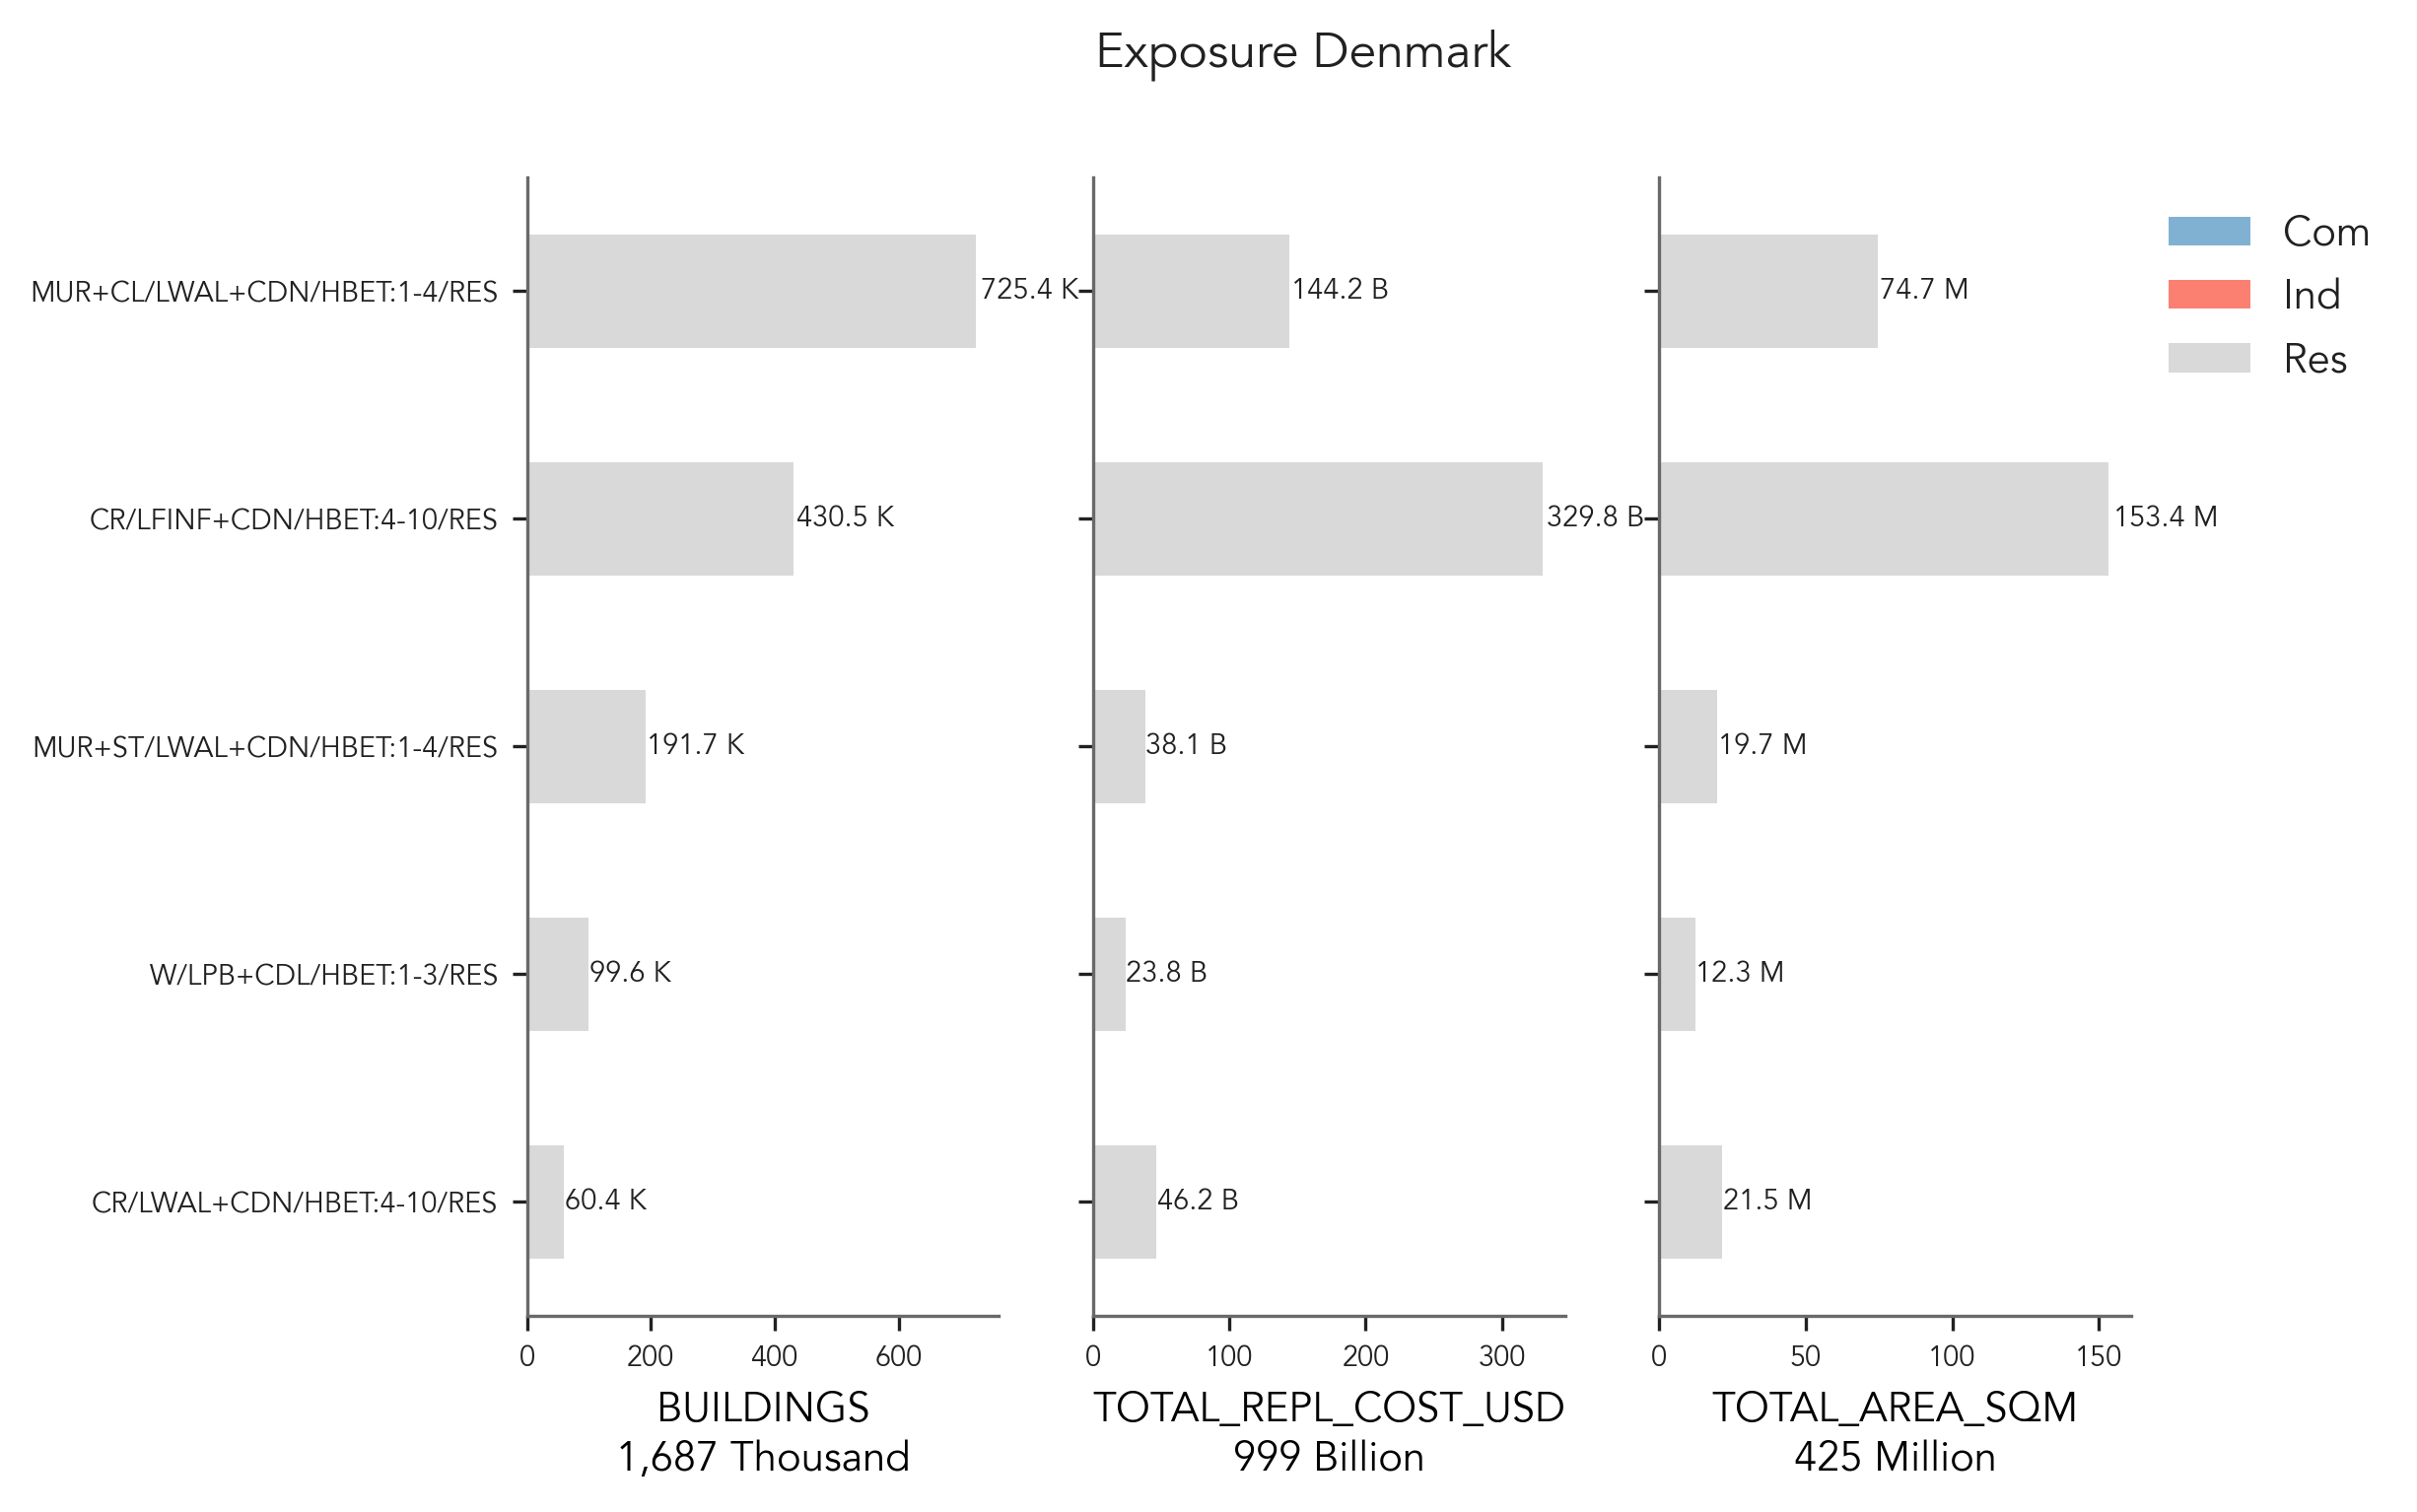 Exposure Denmark
Com
Ind
Res
MUR+CL/LWAL+CDN/HBET:1-4/RES
725.4 K
144.2 B
74.7 M
CR/LFINF+CDN/HBET:4-10/RES
430.5 K
329.8 B
153.4 M
MUR+ST/LWAL+CDN/HBET:1-4/RES
191.7 K
38.1 B
19.7 M
W/LPB+CDL/HBET:1-3/RES
99.6 K
23.8 B
12.3 M
CR/LWAL+CDN/HBET:4-10/RES
60.4 K
46.2 B
21.5 M
0 200 400 600
BUILDINGS
1,687 Thousand
0 100 200 300
TOTAL_REPL_COST_USD
999 Billion
0 50 100 150
TOTAL_AREA_SQM
425 Million